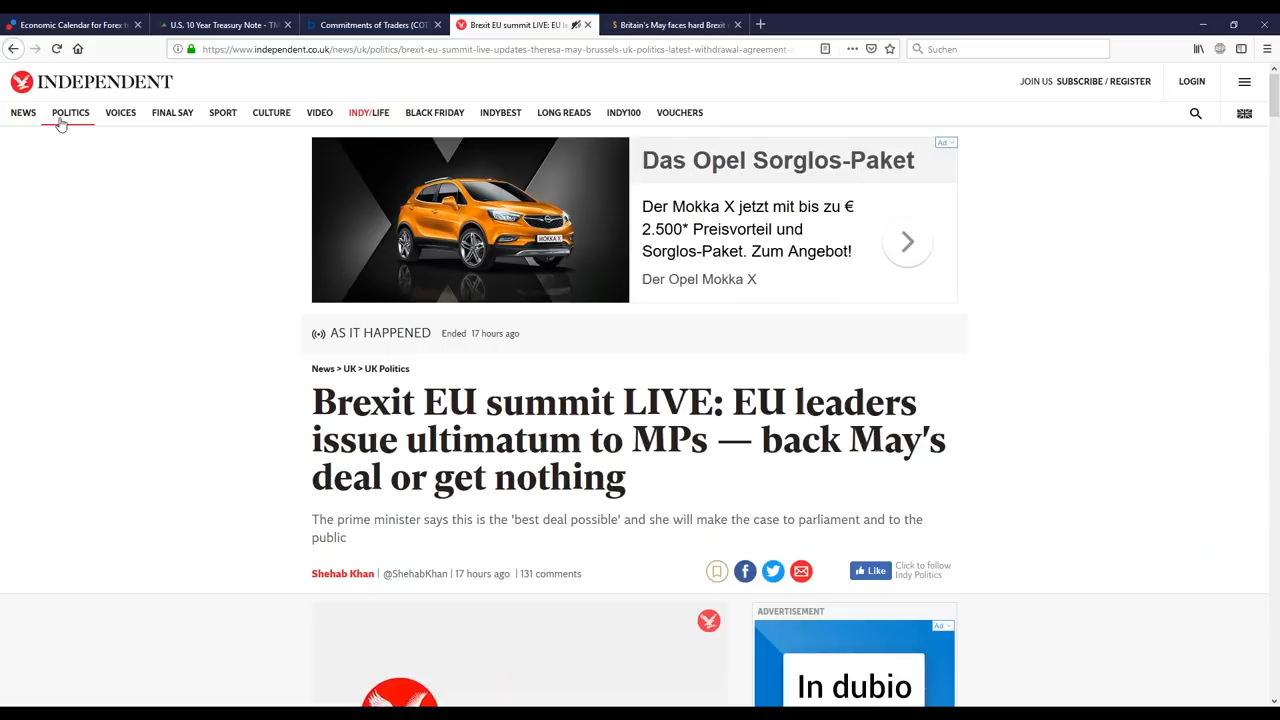 Economic Calendar for Forex t
U.S. 10 Year Treasury Note - TM
Commitments of Traders (COT
Brexit EU summit LIVE: EU l
Britain's May faces hard Brexit
https://www.independent.co.uk/news/uk/politics/brexit-eu-summit-live-updates-theresa-may-brussels-uk-politics-latest-withdrawal-agreement-
Suchen
INDEPENDENT
JOIN US SUBSCRIBE / REGISTER
LOGIN
NEWS POLITICS VOICES FINAL SAY SPORT CULTURE VIDEO INDY/LIFE BLACK FRIDAY INDYBEST LONG READS INDY100 VOUCHERS
Ad
Das Opel Sorglos-Paket
Der Mokka X jetzt mit bis zu €
2.500* Preisvorteil und
Sorglos-Paket. Zum Angebot!
Der Opel Mokka X
MOKKA X
AS IT HAPPENED Ended 17 hours ago
News > UK > UK Politics
Brexit EU summit LIVE: EU leaders
issue ultimatum to MPs — back May's
deal or get nothing
The prime minister says this is the 'best deal possible' and she will make the case to parliament and to the
public
Shehab Khan | @ShehabKhan | 17 hours ago | 131 comments
Like
Click to follow
Indy Politics
ADVERTISEMENT
Ad
In dubio